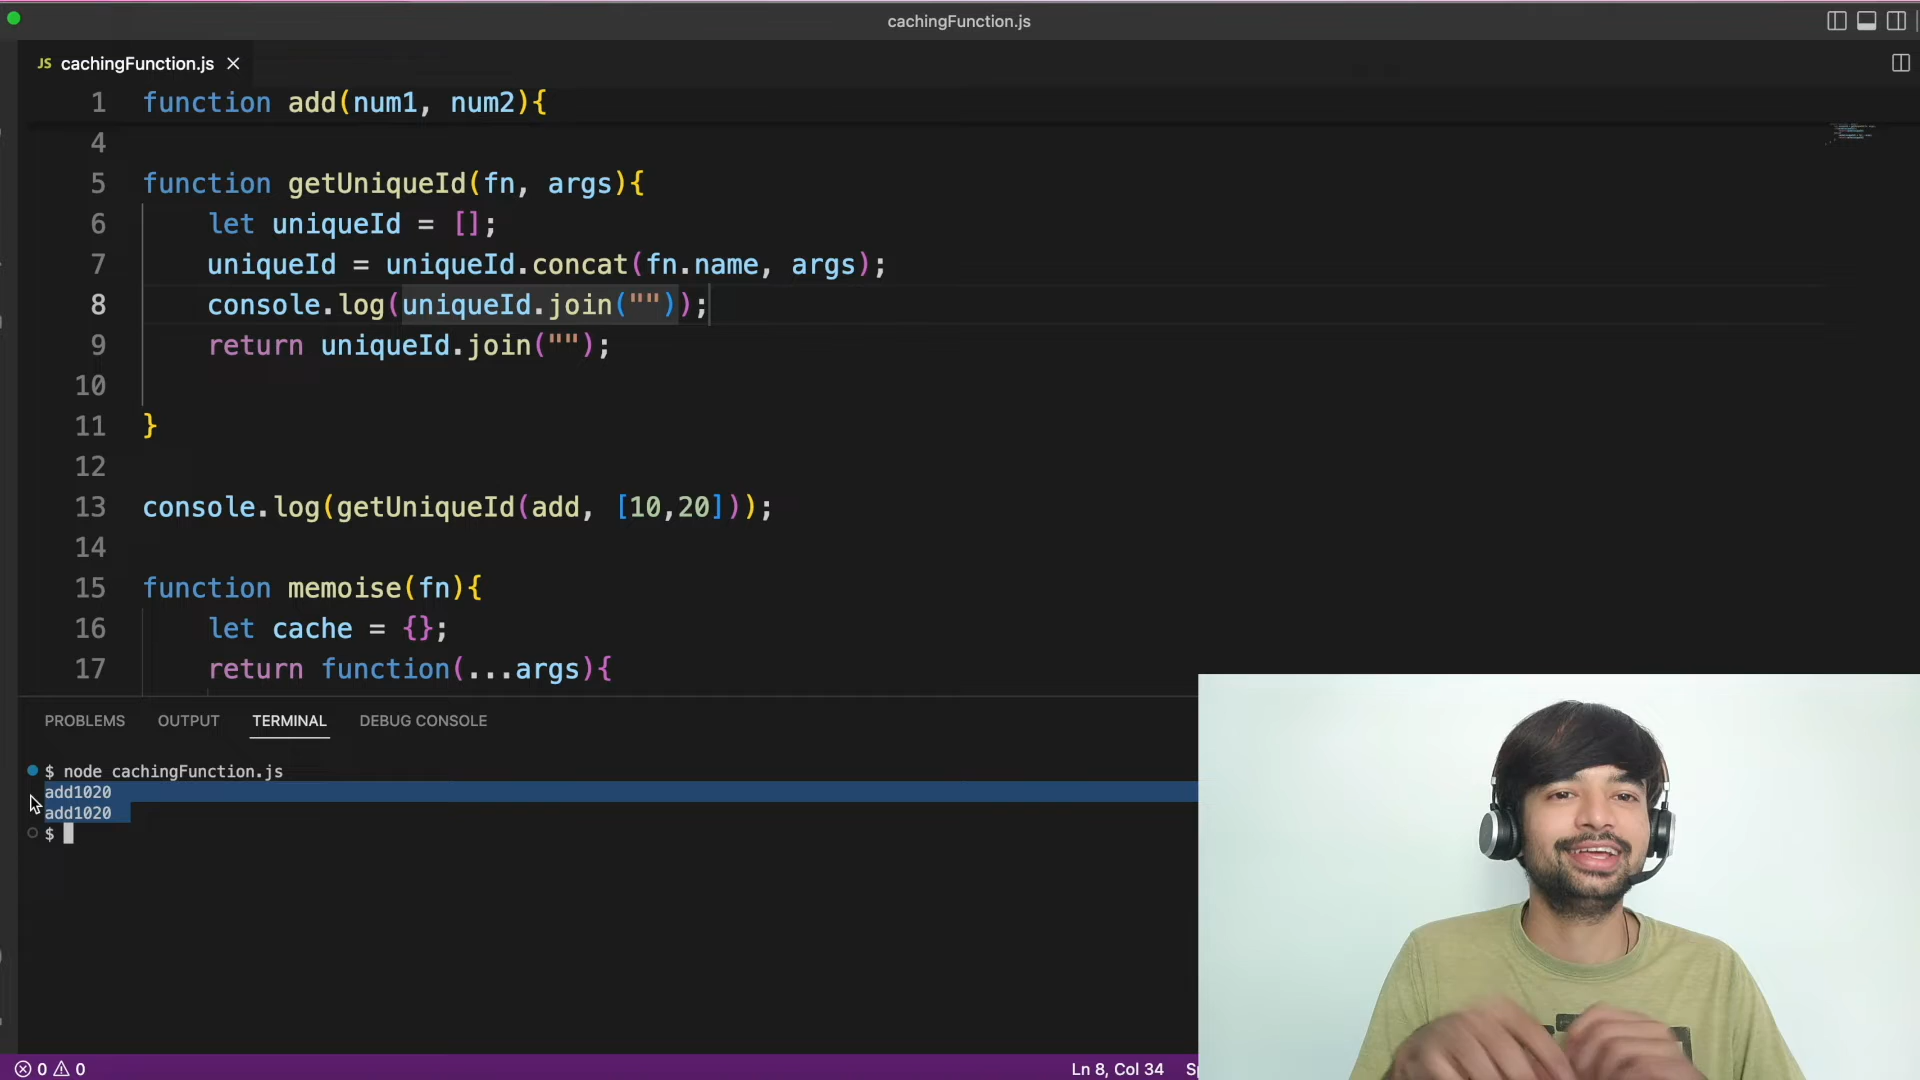 cachingFunction.js
JS cachingFunction.js
1 function add(num1, num2){
4
5 function getUniqueId(fn, args){
6 let uniqueId = [];
7 uniqueId = uniqueId.concat(fn.name, args);
8 console.log(uniqueId.join(""));
9 return uniqueId.join("");
10
11 }
12
13 console.log(getUniqueId(add, [10,20]));
14
15 function memoise(fn){
16 let cache = {};
17 return function(...args){
PROBLEMS OUTPUT TERMINAL DEBUG CONSOLE
$ node cachingFunction.js
add1020
add1020
$
0 0 Ln 8, Col 34